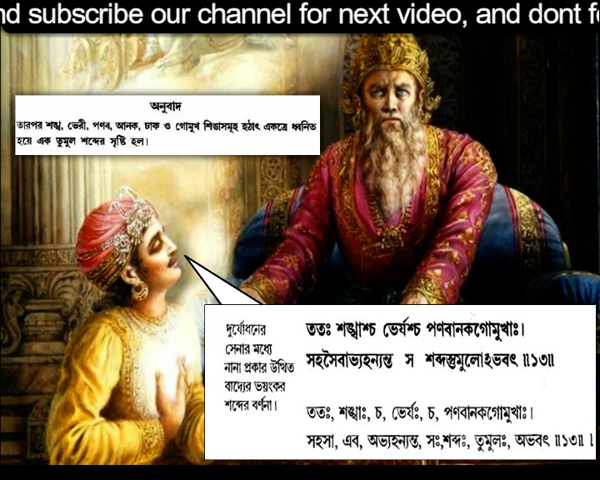 nd subscribe our channel for next video, and dont f
অনুবাদ
তারপর শঙ্খ, ভেরী, পণব, আনক, ঢাক ও গোমুখ শিঙাসমূহ হঠাৎ একত্রে ধ্বনিত
হয়ে এক তুমুল শব্দের সৃষ্টি হল।
দুর্যোধনের
সেনার মধ্যে
নানা প্রকার উত্থিত
বাদ্যের ভয়ংকর
শব্দের বর্ণনা।
ততঃ শঙ্খাশ্চ ভের্যশ্চ পণবানকগোমুখাঃ।
সহসৈবাভ্যহন্যন্ত স শব্দস্তুমুলোঽভবৎ॥১৩॥
ততঃ, শঙ্খাঃ, চ, ভের্যঃ, চ, পণবানকগোমুখাঃ।
সহসা, এব, অভ্যহন্যন্ত, সঃ,শব্দঃ, তুমুলঃ, অভবৎ॥১৩॥